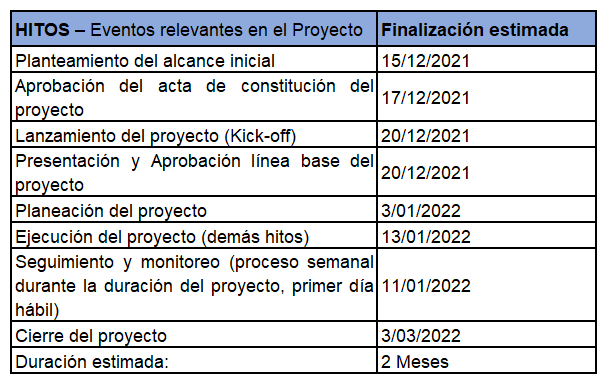 HITOS – Eventos relevantes en el Proyecto Finalización estimada
Planteamiento del alcance inicial 15/12/2021
Aprobación del acta de constitución del
proyecto 17/12/2021
Lanzamiento del proyecto (Kick-off) 20/12/2021
Presentación y Aprobación línea base del
proyecto 20/12/2021
Planeación del proyecto 3/01/2022
Ejecución del proyecto (demás hitos) 13/01/2022
Seguimiento y monitoreo (proceso semanal
durante la duración del proyecto, primer día
hábil) 11/01/2022
Cierre del proyecto 3/03/2022
Duración estimada: 2 Meses